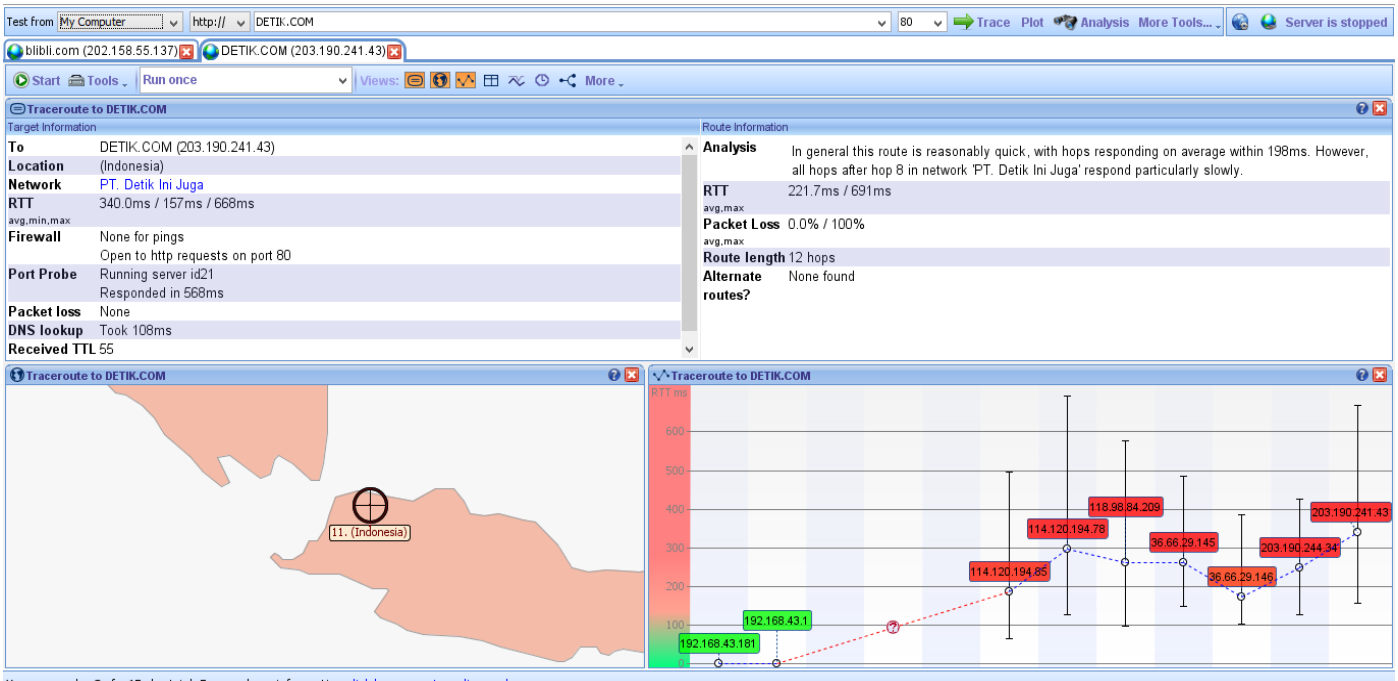 Test from My Computer http:// DETIK.COM 80 Trace Plot Analysis More Tools... Server is stopped
blibli.com (202.158.55.137) DETIK.COM (203.190.241.43)
Start Tools Run once Views: More
Traceroute to DETIK.COM
Target Information
To DETIK.COM (203.190.241.43)
Location (Indonesia)
Network PT. Detik Ini Juga
RTT 340.0ms / 157ms / 668ms
avg,min,max
Firewall None for pings
Open to http requests on port 80
Port Probe Running server id21
Responded in 568ms
Packet loss None
DNS lookup Took 108ms
Received TTL 55
Route Information
Analysis In general this route is reasonably quick, with hops responding on average within 198ms. However,
all hops after hop 8 in network 'PT. Detik Ini Juga' respond particularly slowly.
RTT 221.7ms / 691ms
avg,max
Packet Loss 0.0% / 100%
avg,max
Route length 12 hops
Alternate None found
routes?
Traceroute to DETIK.COM
11. (Indonesia)
Traceroute to DETIK.COM
RTT ms
600
500
400
300
200
100
0
192.168.43.181
192.168.43.1
?
114.120.194.85
114.120.194.78
118.98.84.209
36.66.29.145
36.66.29.146
203.190.244.34
203.190.241.43